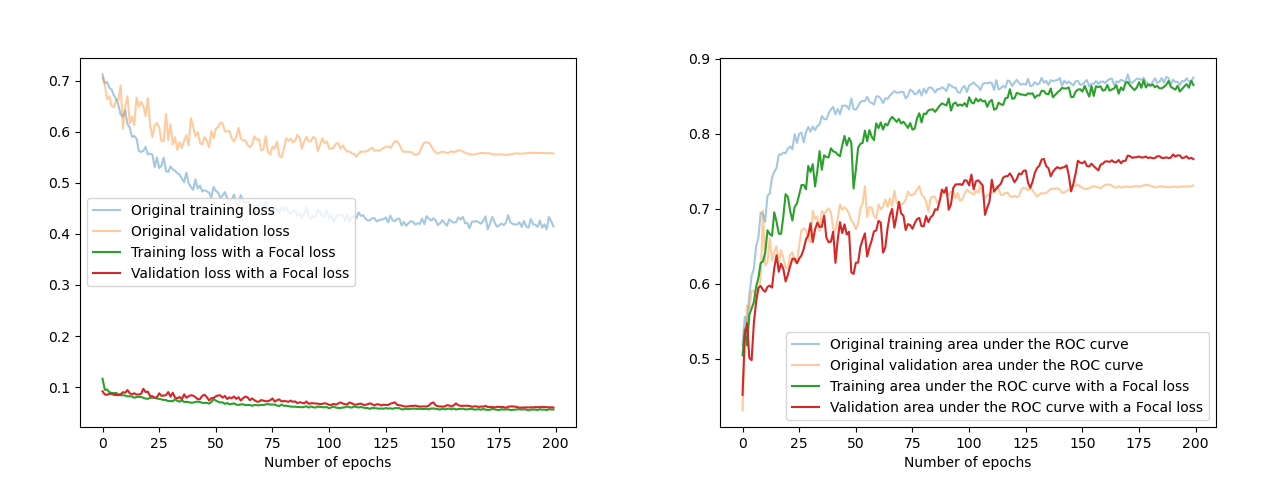 0.7
0.6
0.5
0.4
0.3
0.2
0.1
Original training loss
Original validation loss
Training loss with a Focal loss
Validation loss with a Focal loss
0 25 50 75 100 125 150 175 200
Number of epochs
0.9
0.8
0.7
0.6
0.5
Original training area under the ROC curve
Original validation area under the ROC curve
Training area under the ROC curve with a Focal loss
Validation area under the ROC curve with a Focal loss
0 25 50 75 100 125 150 175 200
Number of epochs